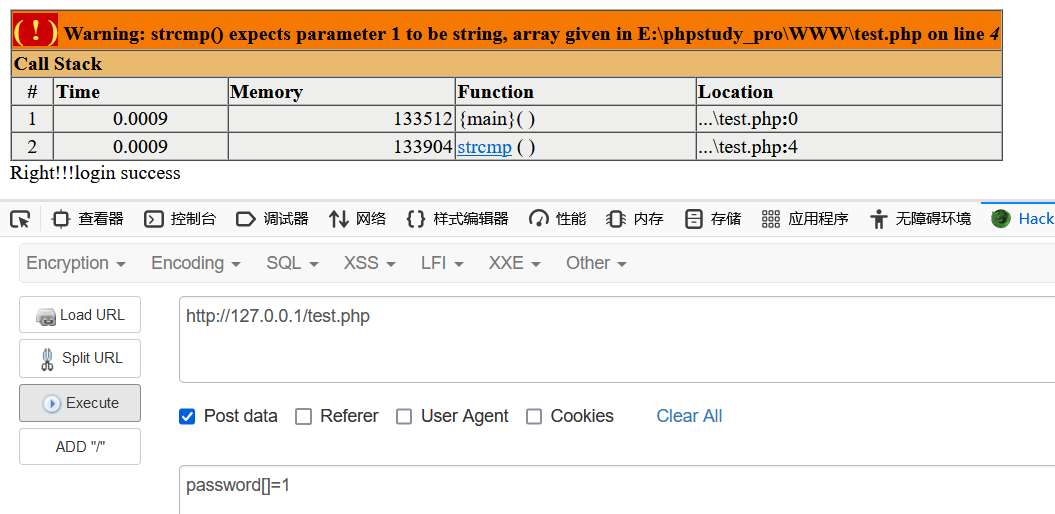 ( ! ) Warning: strcmp() expects parameter 1 to be string, array given in E:\phpstudy_pro\WWW\test.php on line 4
Call Stack
# Time Memory Function Location
1 0.0009 133512 {main}( ) ...\test.php:0
2 0.0009 133904 strcmp ( ) ...\test.php:4
Right!!!login success
查看器 控制台 调试器 网络 {} 样式编辑器 性能 内存 存储 应用程序 无障碍环境 Hack
Encryption Encoding SQL XSS LFI XXE Other
Load URL
http://127.0.0.1/test.php
Split URL
Execute
Post data Referer User Agent Cookies Clear All
ADD "/"
password[]=1